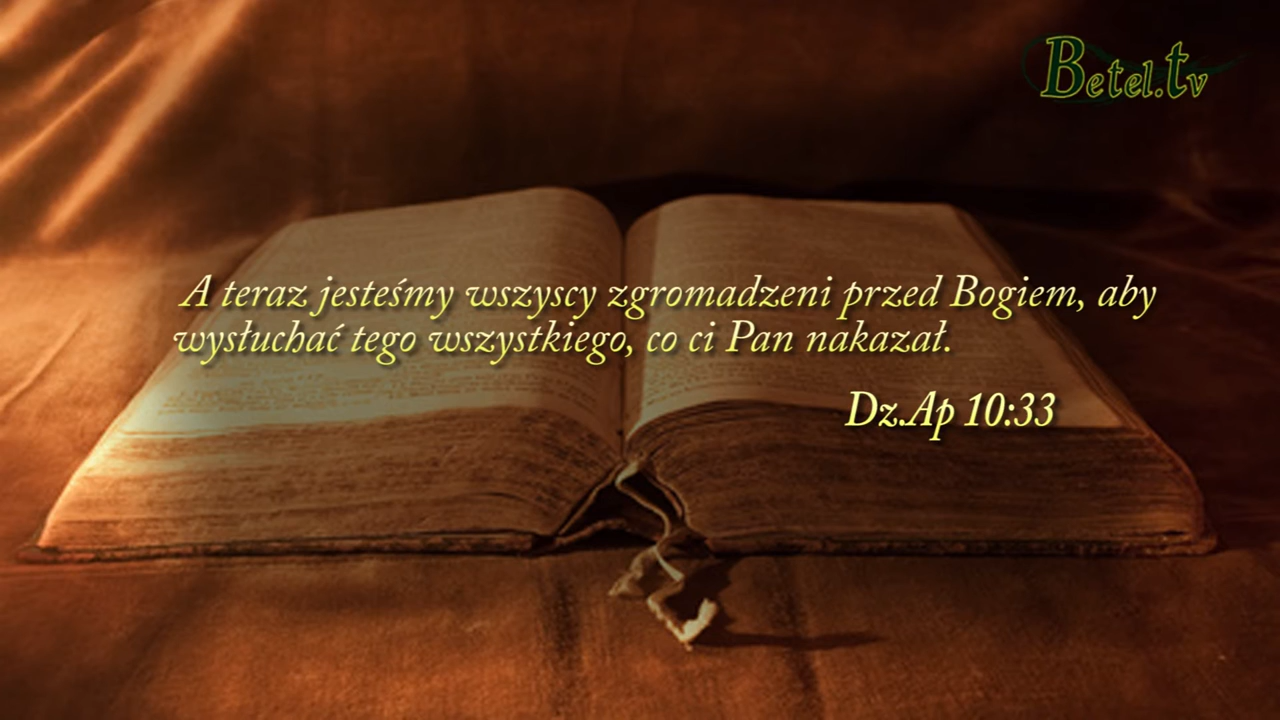 Betel.tv
A teraz jesteśmy wszyscy zgromadzeni przed Bogiem, aby
wysłuchać tego wszystkiego, co ci Pan nakazał.
Dz.Ap 10:33